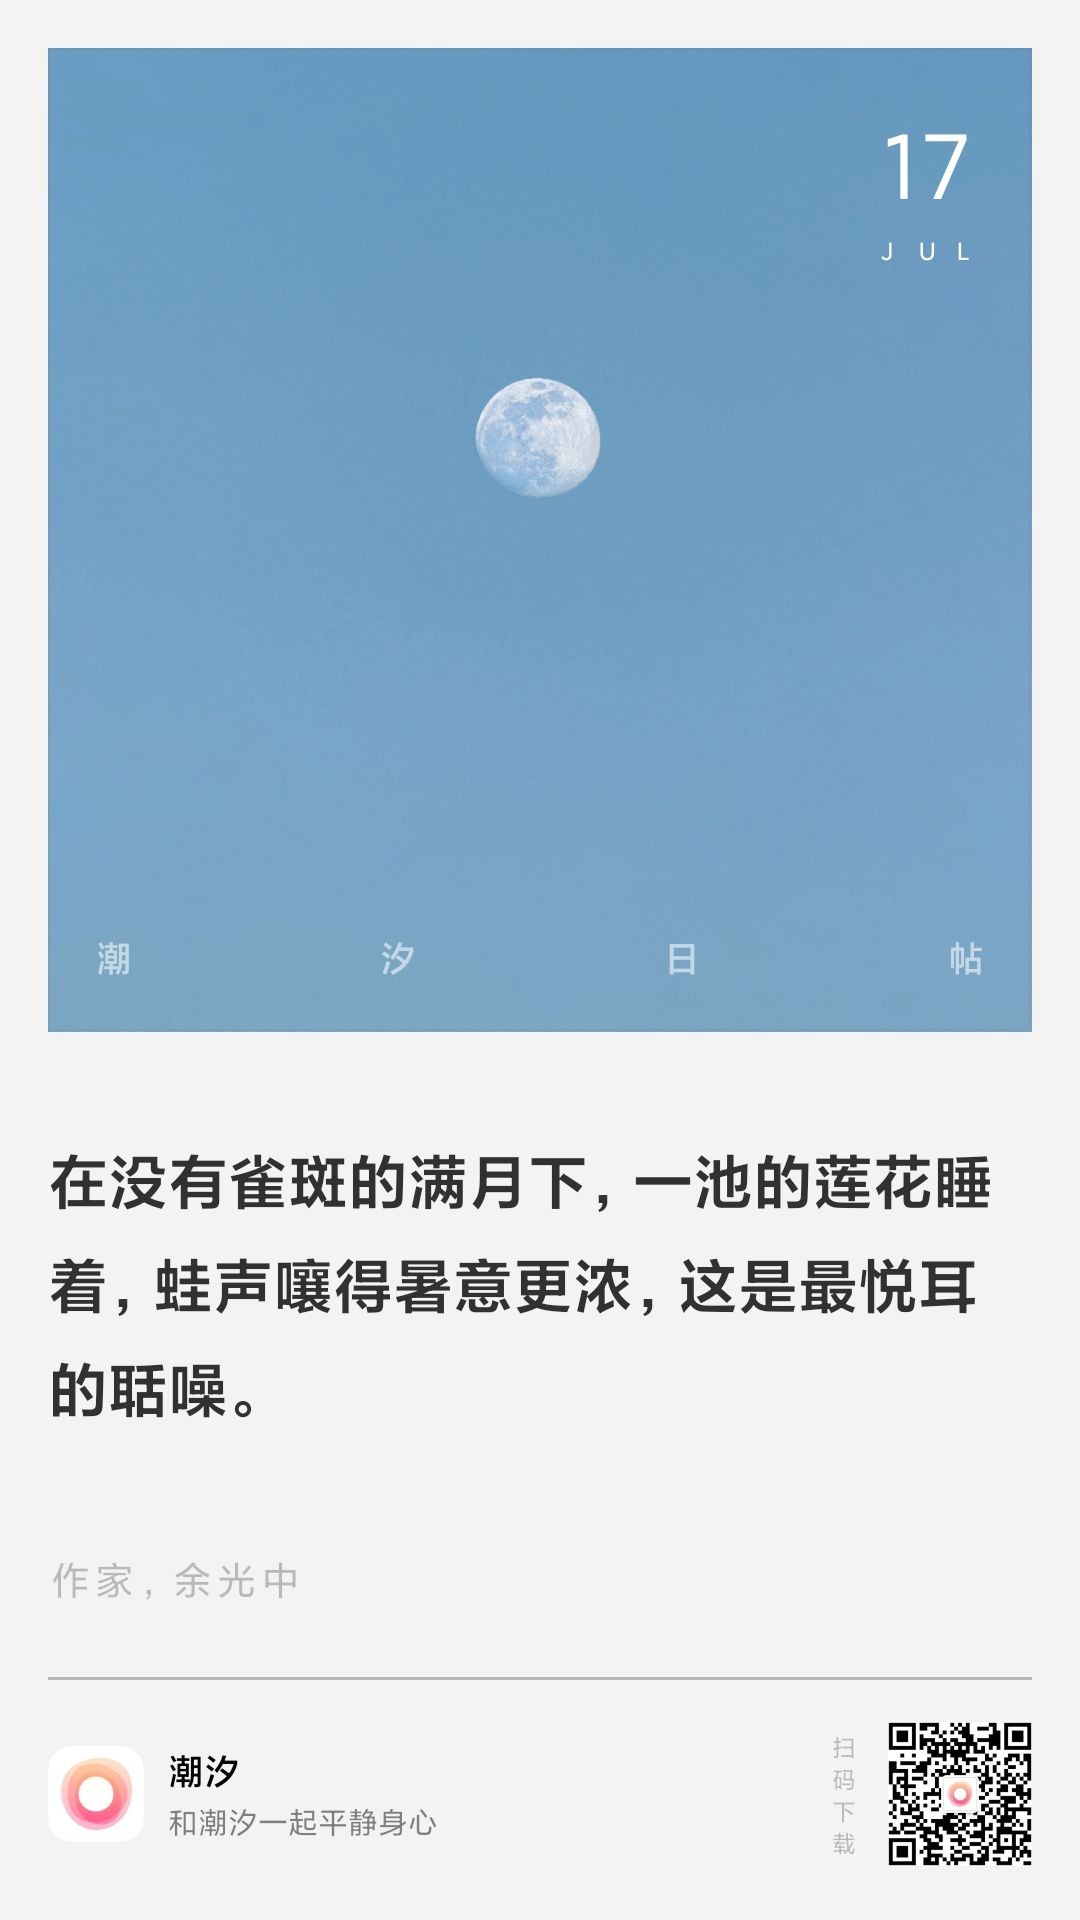 17
JUL
潮汐日帖
在没有雀斑的满月下，一池的莲花睡
着，蛙声嚷得暑意更浓，这是最悦耳
的聒噪。
作家，余光中
潮汐
和潮汐一起平静身心
扫码下载